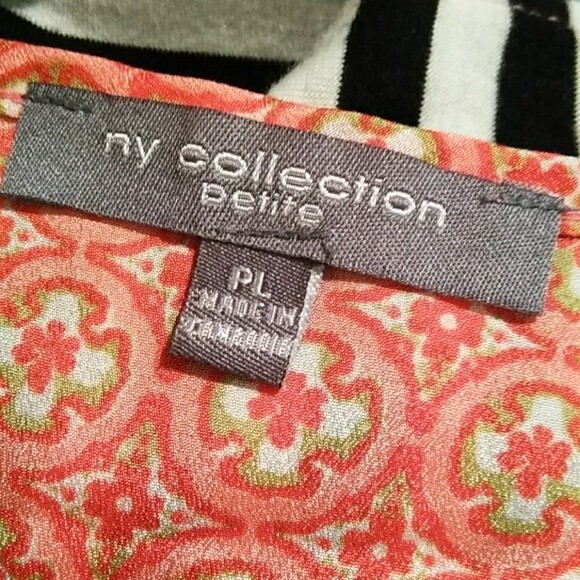 ny collection
petite
PL
MADE IN
CAMBODIA